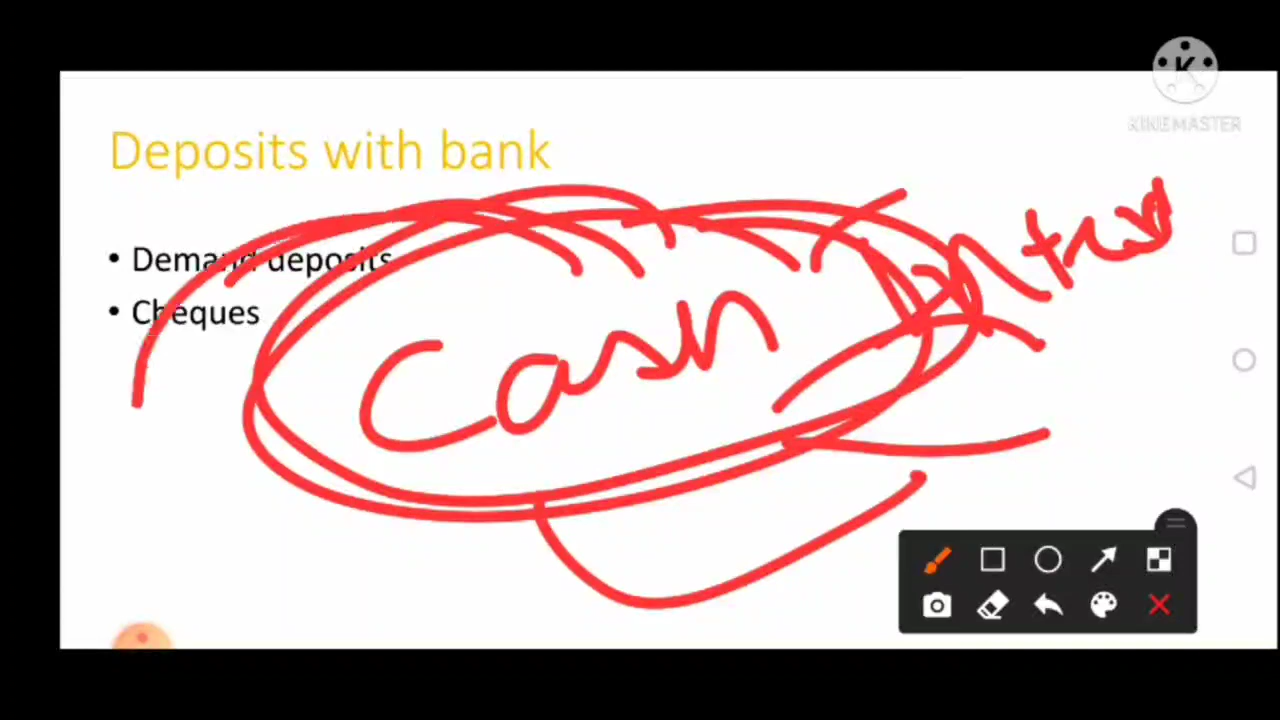 KINEMASTER
Deposits with bank
• Demand deposits
• Cheques
Cash